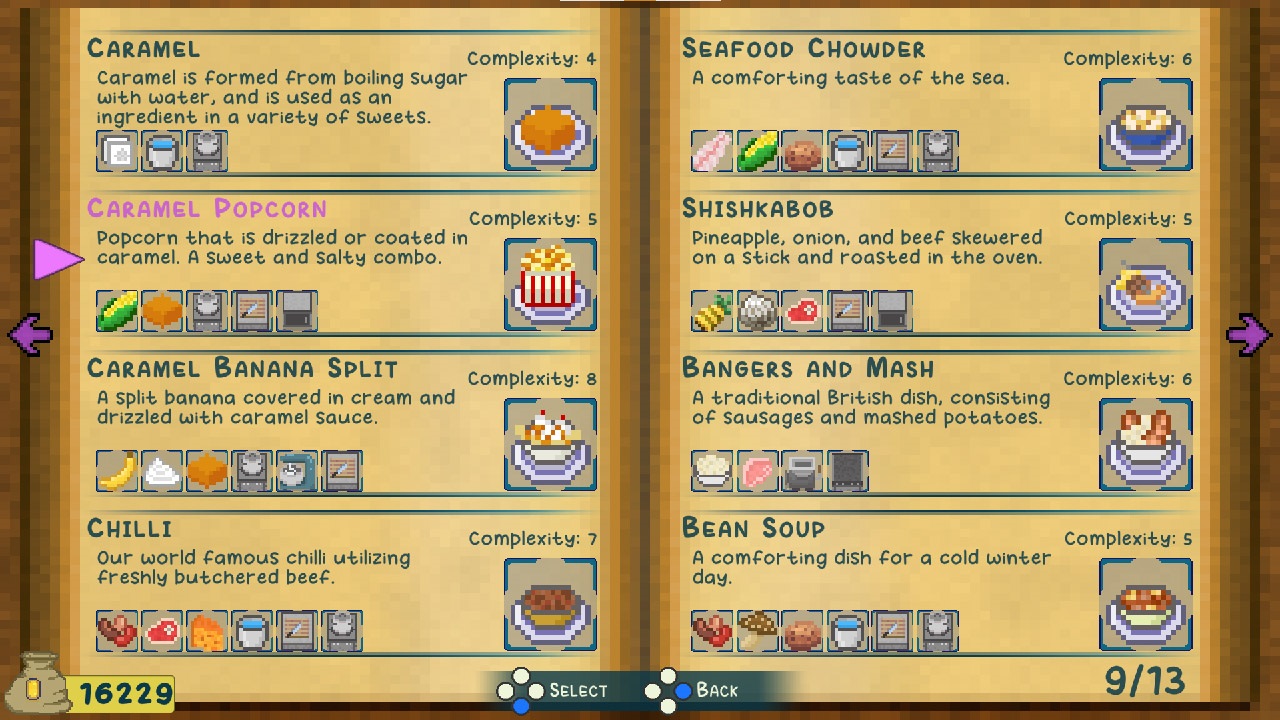 Caramel
Complexity: 4
Caramel is formed from boiling sugar
with water, and is used as an
ingredient in a variety of sweets.
Caramel Popcorn
Complexity: 5
Popcorn that is drizzled or coated in
caramel. A sweet and salty combo.
Caramel Banana Split
Complexity: 8
A split banana covered in cream and
drizzled with caramel sauce.
Chilli
Complexity: 7
Our world famous chilli utilizing
freshly butchered beef.
Seafood Chowder
Complexity: 6
A comforting taste of the sea.
Shishkabob
Complexity: 5
Pineapple, onion, and beef skewered
on a stick and roasted in the oven.
Bangers and Mash
Complexity: 6
A traditional British dish, consisting
of sausages and mashed potatoes.
Bean Soup
Complexity: 5
A comforting dish for a cold winter
day.
16229
Select
Back
9/13